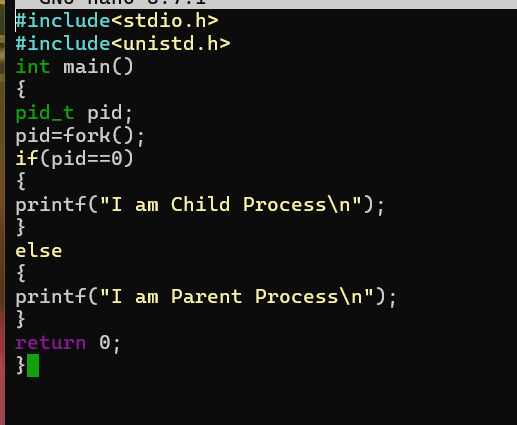 #include<stdio.h>
#include<unistd.h>
int main()
{
pid_t pid;
pid=fork();
if(pid==0)
{
printf("I am Child Process\n");
}
else
{
printf("I am Parent Process\n");
}
return 0;
}